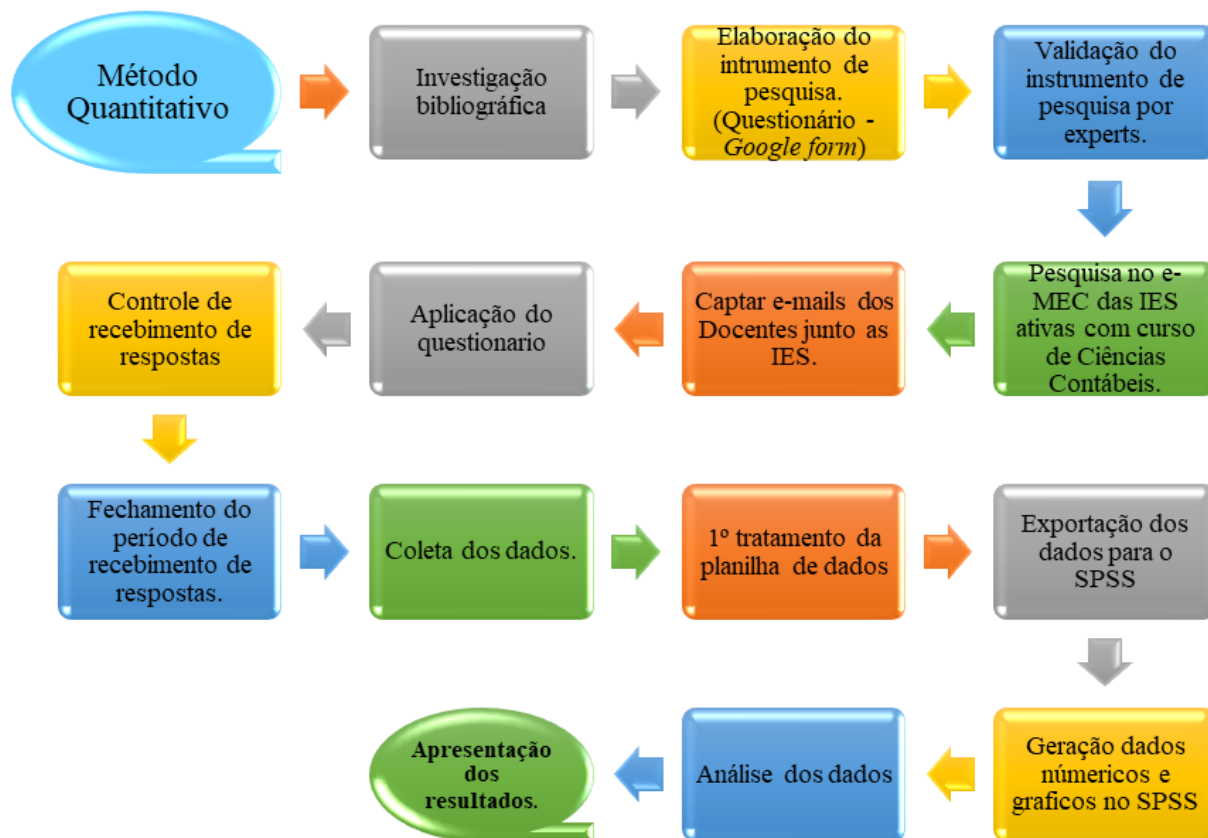 Método
Quantitativo
Investigação
bibliográfica
Elaboração do
intrumento de
pesquisa.
(Questionário -
Google form)
Validação do
instrumento de
pesquisa por
experts.
Pesquisa no e-
MEC das IES
ativas com curso
de Ciências
Contábeis.
Captar e-mails dos
Docentes junto as
IES.
Aplicação do
questionario
Controle de
recebimento de
respostas
Fechamento do
período de
recebimento de
respostas.
Coleta dos dados.
1º tratamento da
planilha de dados
Exportação dos
dados para o
SPSS
Geração dados
númericos e
graficos no SPSS
Análise dos dados
Apresentação
dos
resultados.